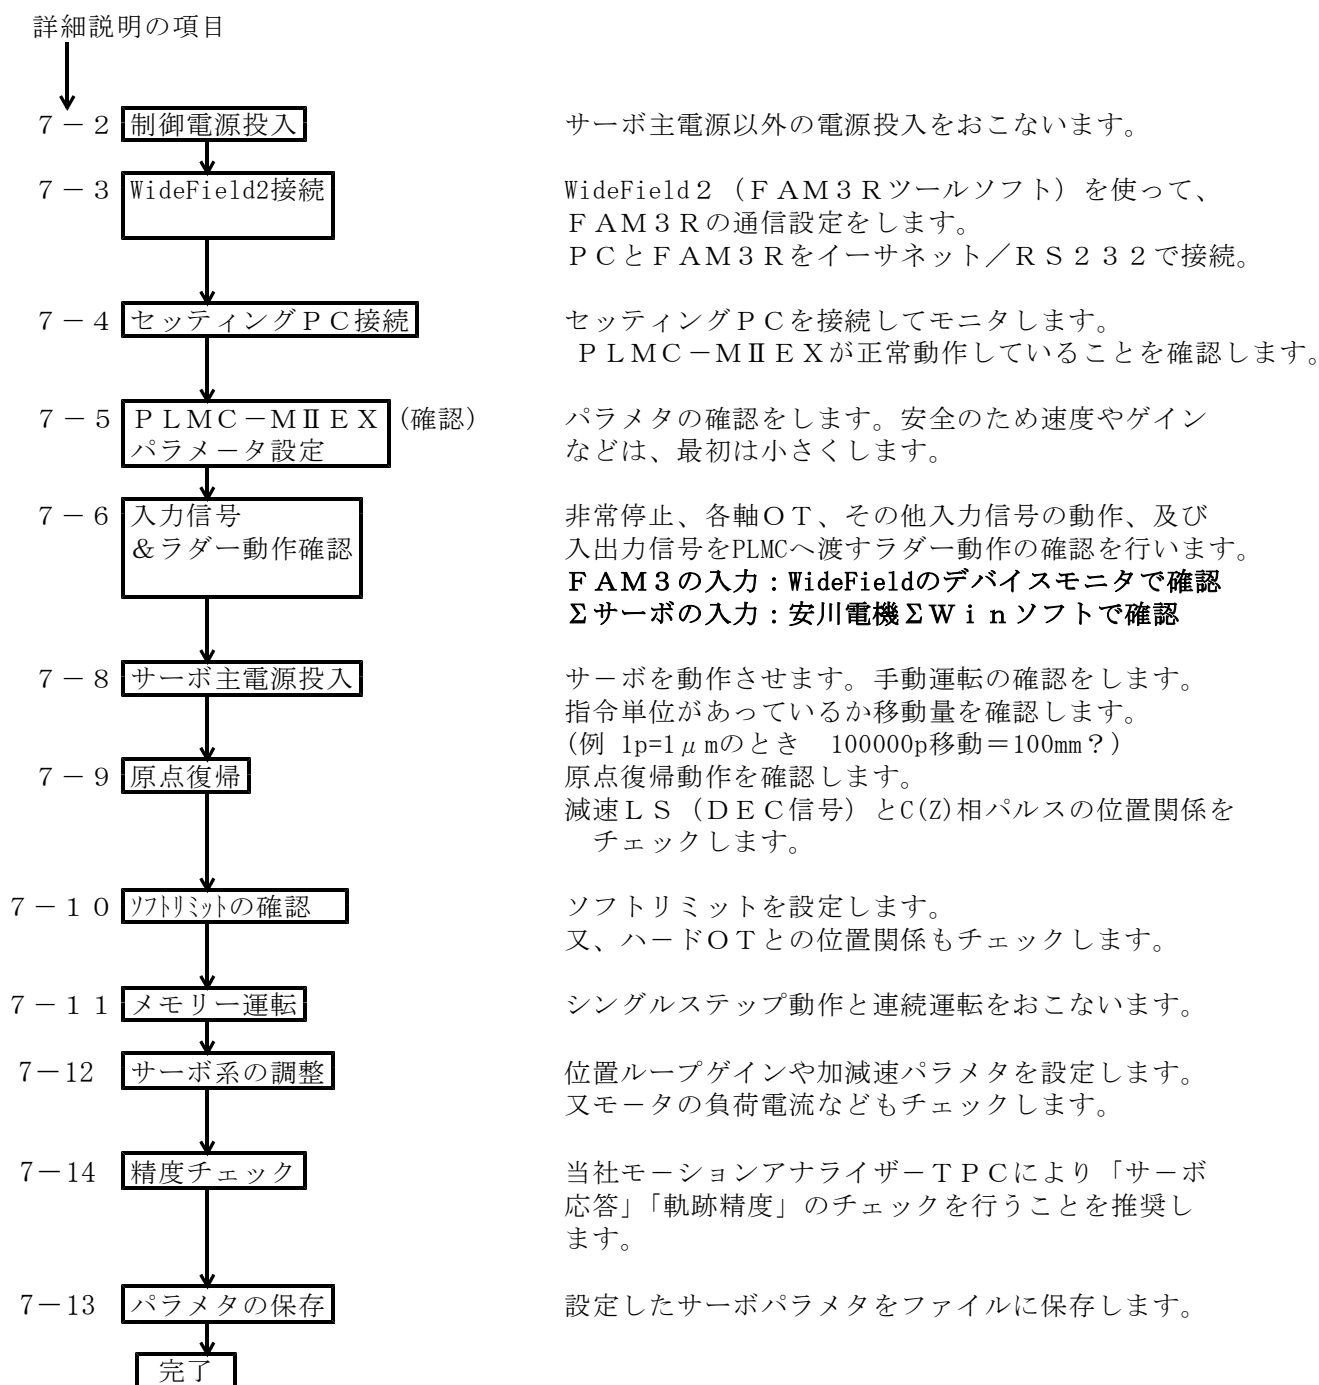 詳細説明の項目
7-2 制御電源投入 サーボ主電源以外の電源投入をおこないます。
7-3 WideField2接続 WideField2(FAM3Rツールソフト)を使って、
FAM3Rの通信設定をします。
PCとFAM3Rをイーサネット/RS232で接続。
7-4 セッティングPC接続 セッティングPCを接続してモニタします。
PLMC-MⅡEXが正常動作していることを確認します。
7-5 PLMC-MⅡEX (確認) パラメタの確認をします。安全のため速度やゲイン
パラメータ設定 などは、最初は小さくします。
7-6 入力信号 非常停止、各軸OT、その他入力信号の動作、及び
&ラダー動作確認 入出力信号をPLMCへ渡すラダー動作の確認を行います。
FAM3の入力:WideFieldのデバイスモニタで確認
Σサーボの入力:安川電機ΣWinソフトで確認
7-8 サーボ主電源投入 サーボを動作させます。手動運転の確認をします。
指令単位があっているか移動量を確認します。
(例 1p=1μmのとき 100000p移動=100mm?)
7-9 原点復帰 原点復帰動作を確認します。
減速LS(DEC信号)とC(Z)相パルスの位置関係を
チェックします。
7-10 ソフトリミットの確認 ソフトリミットを設定します。
又、ハードOTとの位置関係もチェックします。
7-11 メモリー運転 シングルステップ動作と連続運転をおこないます。
7-12 サーボ系の調整 位置ループゲインや加減速パラメタを設定します。
又モータの負荷電流などもチェックします。
7-14 精度チェック 当社モーションアナライザーTPCにより「サーボ
応答」「軌跡精度」のチェックを行うことを推奨し
ます。
7-13 パラメタの保存 設定したサーボパラメタをファイルに保存します。
完了